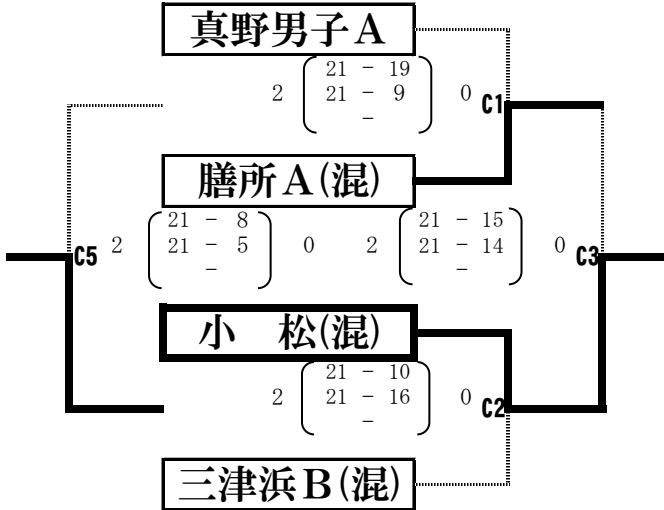 真野男子A
2 21 - 19 0
21 - 9
-
C1
膳所A(混)
2 21 - 8 0
21 - 5
-
C5
2 21 - 15 0
21 - 14
-
C3
小 松(混)
2 21 - 10 0
21 - 16
-
C2
三津浜B(混)